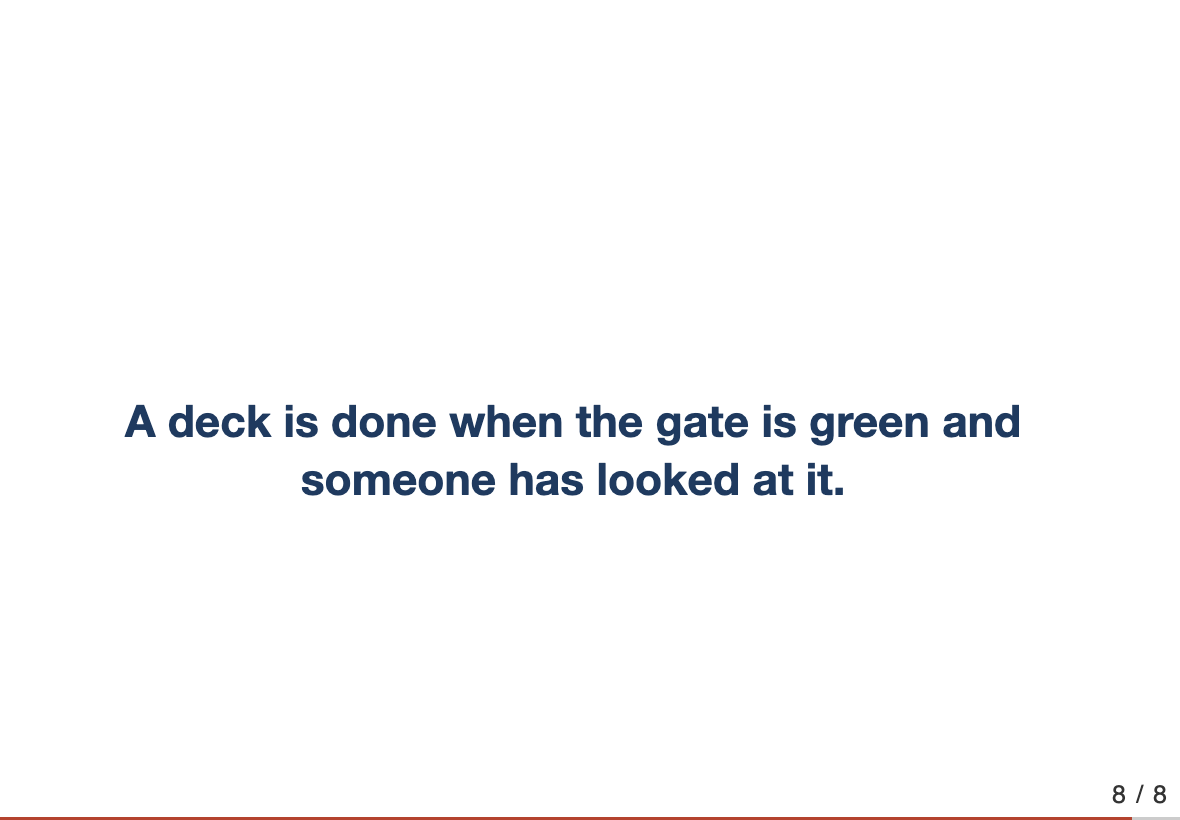 A deck is done when the gate is green and
someone has looked at it.
8 / 8